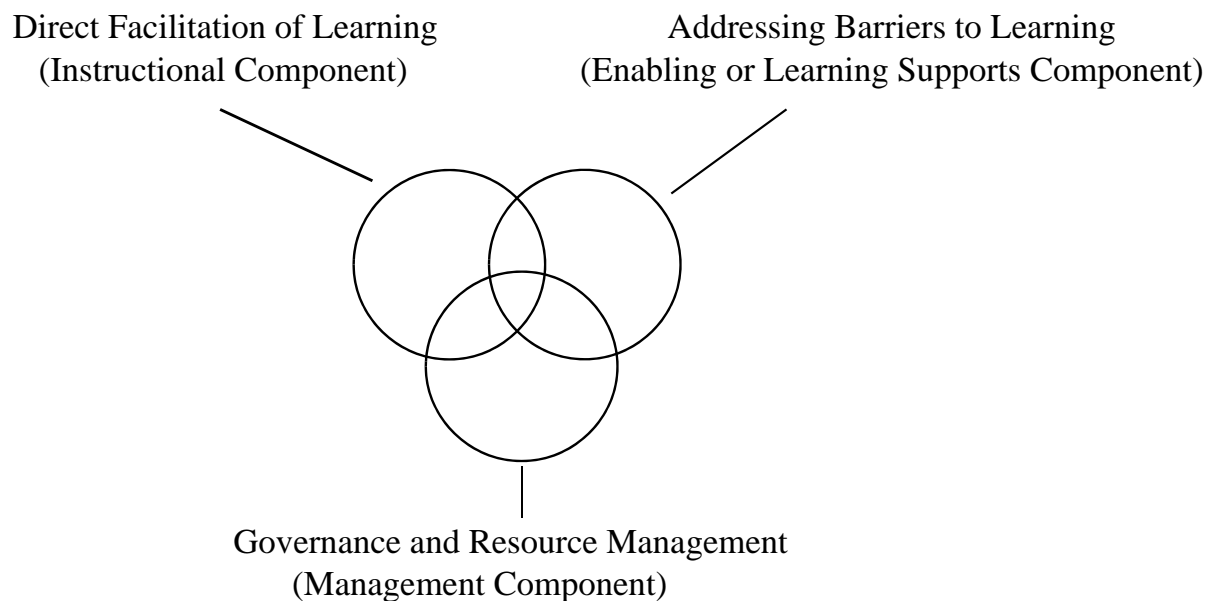 Direct Facilitation of Learning
(Instructional Component)
Addressing Barriers to Learning
(Enabling or Learning Supports Component)
Governance and Resource Management
(Management Component)